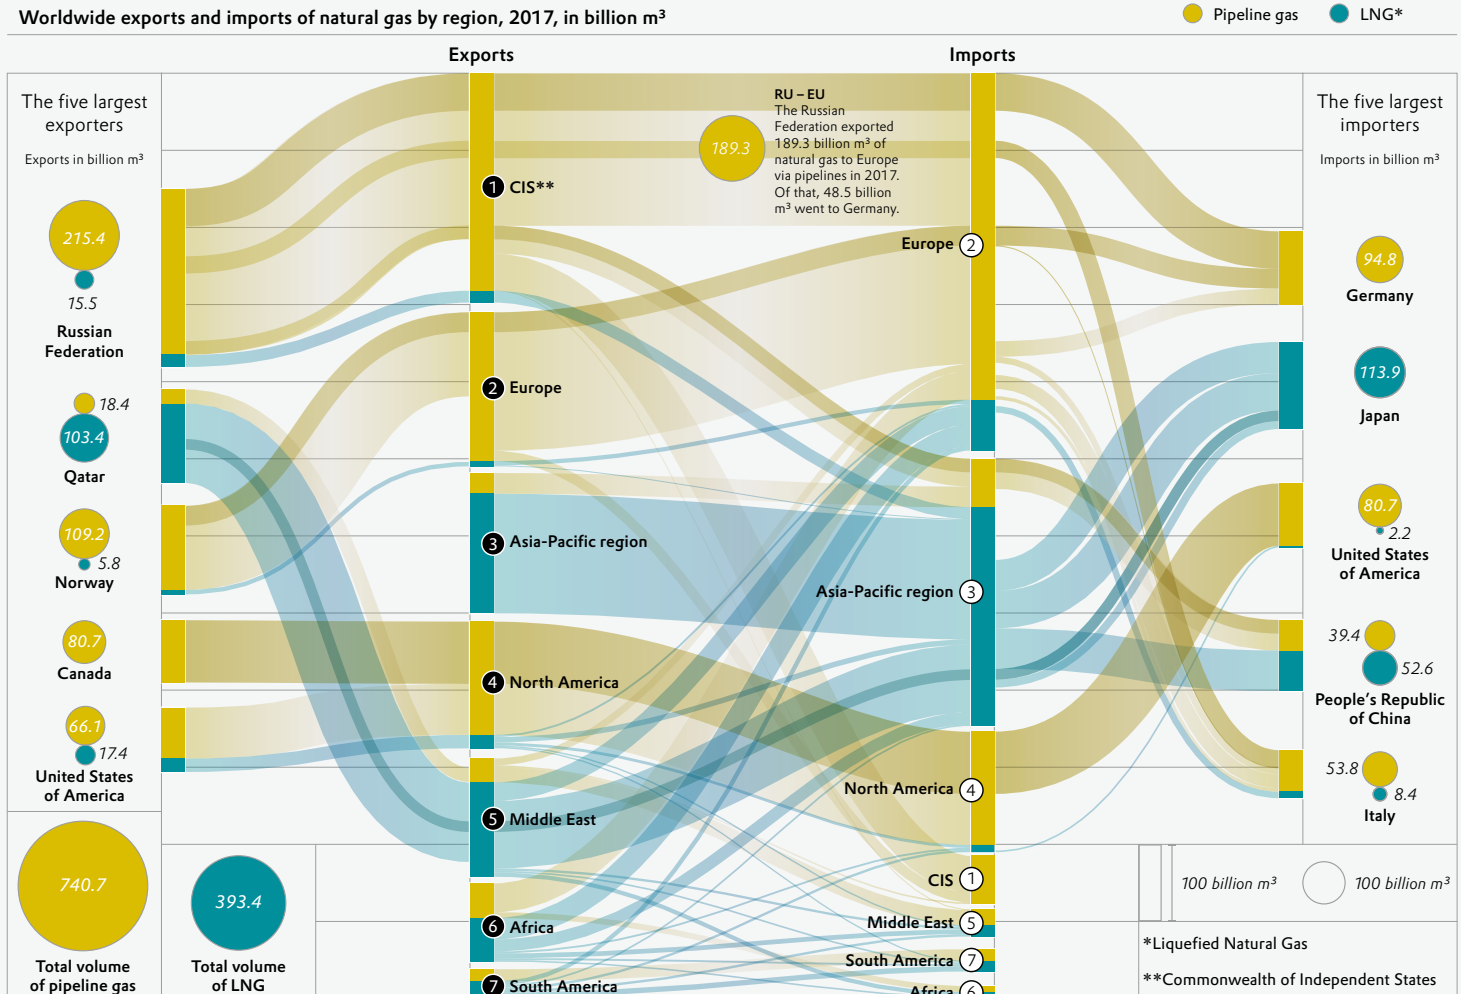 Worldwide exports and imports of natural gas by region, 2017, in billion m³
Pipeline gas
LNG*
Exports
Imports
The five largest
exporters
Exports in billion m³
215.4
15.5
Russian
Federation
18.4
103.4
Qatar
109.2
5.8
Norway
80.7
Canada
66.1
17.4
United States
of America
740.7
Total volume
of pipeline gas
393.4
Total volume
of LNG
1 CIS**
2 Europe
3 Asia-Pacific region
4 North America
5 Middle East
6 Africa
7 South America
189.3
RU – EU
The Russian
Federation exported
189.3 billion m³ of
natural gas to Europe
via pipelines in 2017.
Of that, 48.5 billion
m³ went to Germany.
Europe 2
Asia-Pacific region 3
North America 4
CIS 1
Middle East 5
South America 7
Africa 6
The five largest
importers
Imports in billion m³
94.8
Germany
113.9
Japan
80.7
2.2
United States
of America
39.4
52.6
People’s Republic
of China
53.8
8.4
Italy
100 billion m³
100 billion m³
*Liquefied Natural Gas
**Commonwealth of Independent States